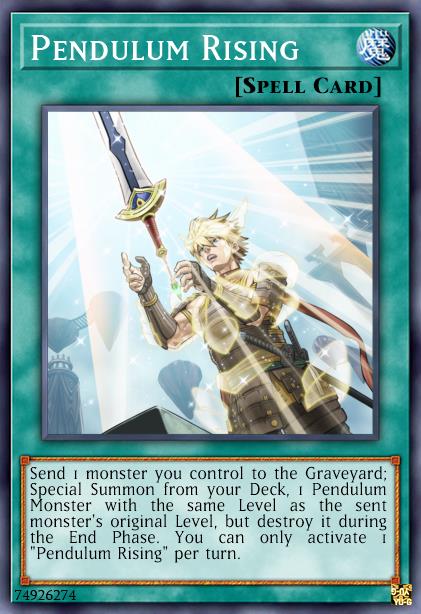 Pendulum Rising
魔
[Spell Card]
Send 1 monster you control to the Graveyard;
Special Summon from your Deck, 1 Pendulum
Monster with the same Level as the sent
monster's original Level, but destroy it during
the End Phase. You can only activate 1
"Pendulum Rising" per turn.
74926274